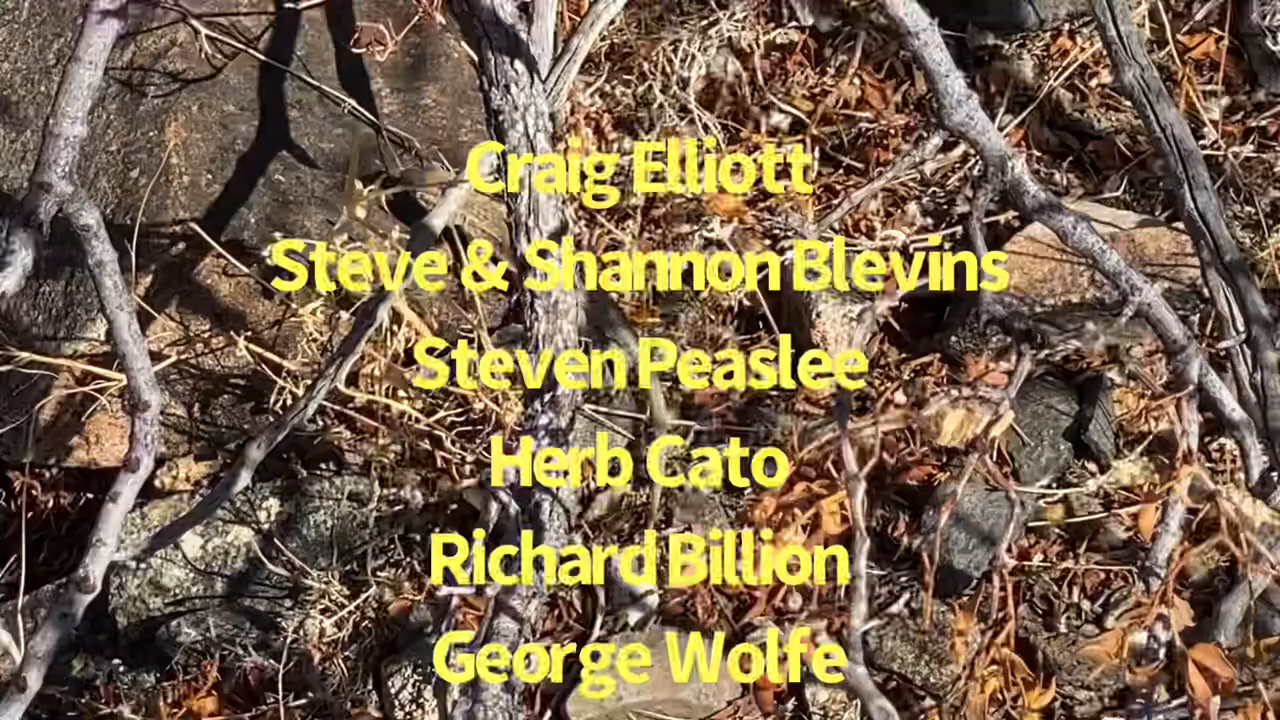 Craig Elliott
Steve & Shannon Blevins
Steven Peaslee
Herb Cato
Richard Billion
George Wolfe